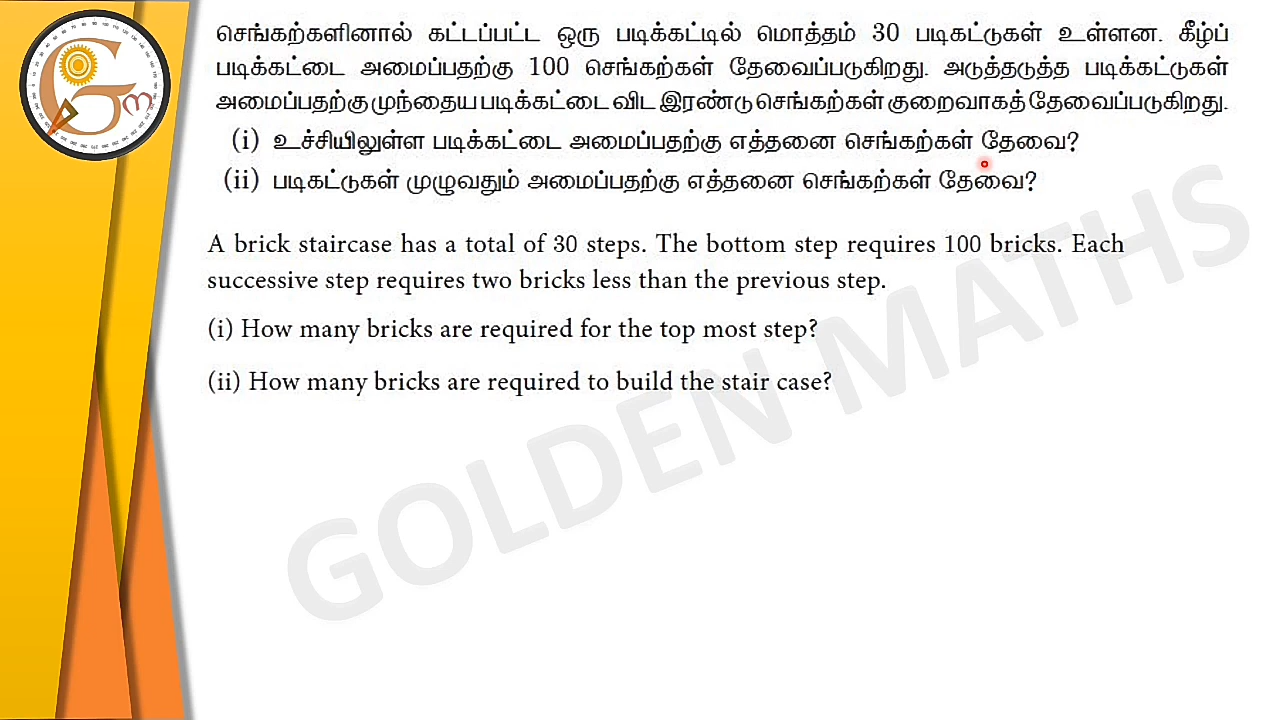 செங்கற்களினால் கட்டப்பட்ட ஒரு படிக்கட்டில் மொத்தம் 30 படிகட்டுகள் உள்ளன. கீழ்ப்
படிக்கட்டை அமைப்பதற்கு 100 செங்கற்கள் தேவைப்படுகிறது. அடுத்தடுத்த படிக்கட்டுகள்
அமைப்பதற்கு முந்தைய படிக்கட்டை விட இரண்டு செங்கற்கள் குறைவாகத் தேவைப்படுகிறது.
(i) உச்சியிலுள்ள படிக்கட்டை அமைப்பதற்கு எத்தனை செங்கற்கள் தேவை?
(ii) படிகட்டுகள் முழுவதும் அமைப்பதற்கு எத்தனை செங்கற்கள் தேவை?
A brick staircase has a total of 30 steps. The bottom step requires 100 bricks. Each
successive step requires two bricks less than the previous step.
(i) How many bricks are required for the top most step?
(ii) How many bricks are required to build the stair case?
GOLDEN MATHS